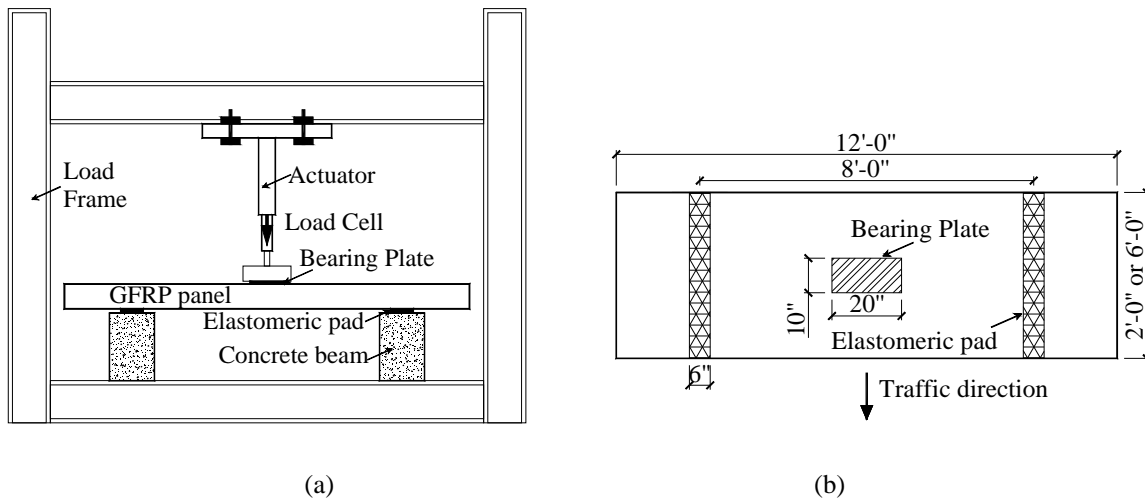 Load
Frame
Actuator
Load Cell
Bearing Plate
GFRP panel
Elastomeric pad
Concrete beam
(a)
12'-0"
8'-0"
Bearing Plate
10"
20"
Elastomeric pad
2'-0" or 6'-0"
6"
Traffic direction
(b)